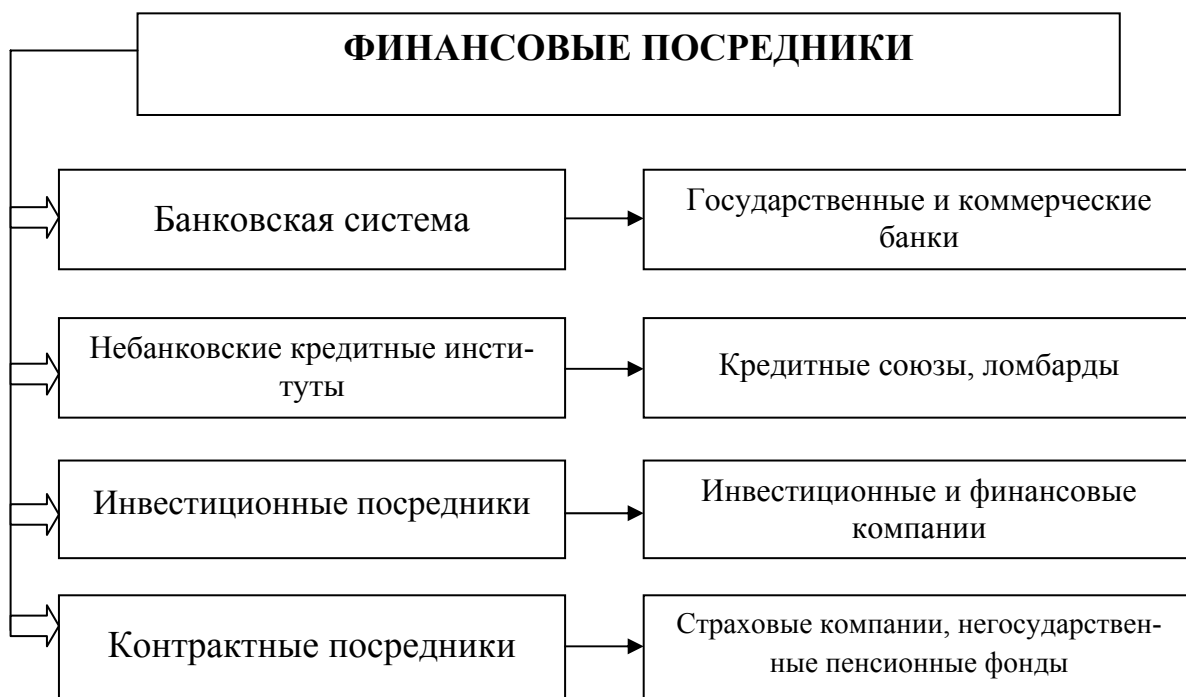 ФИНАНСОВЫЕ ПОСРЕДНИКИ
Банковская система
Государственные и коммерческие
банки
Небанковские кредитные инсти-
туты
Кредитные союзы, ломбарды
Инвестиционные посредники
Инвестиционные и финансовые
компании
Контрактные посредники
Страховые компании, негосударствен-
ные пенсионные фонды